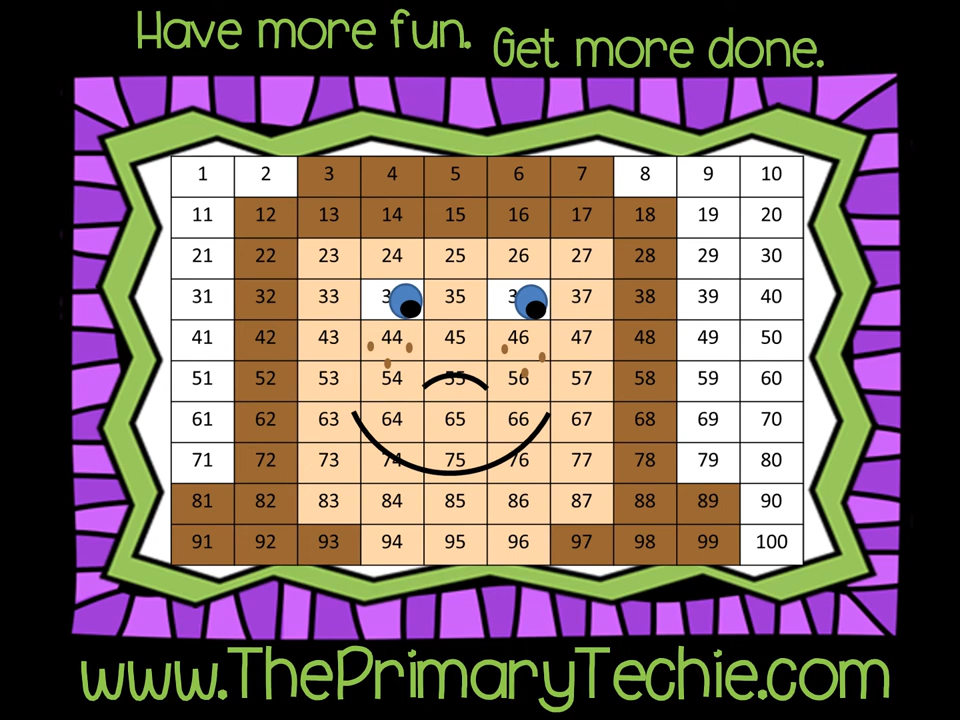 Have more fun. Get more done.
1 2 3 4 5 6 7 8 9 10
11 12 13 14 15 16 17 18 19 20
21 22 23 24 25 26 27 28 29 30
31 32 33 35 37 38 39 40
41 42 43 44 45 46 47 48 49 50
51 52 53 54 55 56 57 58 59 60
61 62 63 64 65 66 67 68 69 70
71 72 73 74 75 76 77 78 79 80
81 82 83 84 85 86 87 88 89 90
91 92 93 94 95 96 97 98 99 100
www.ThePrimaryTechie.com